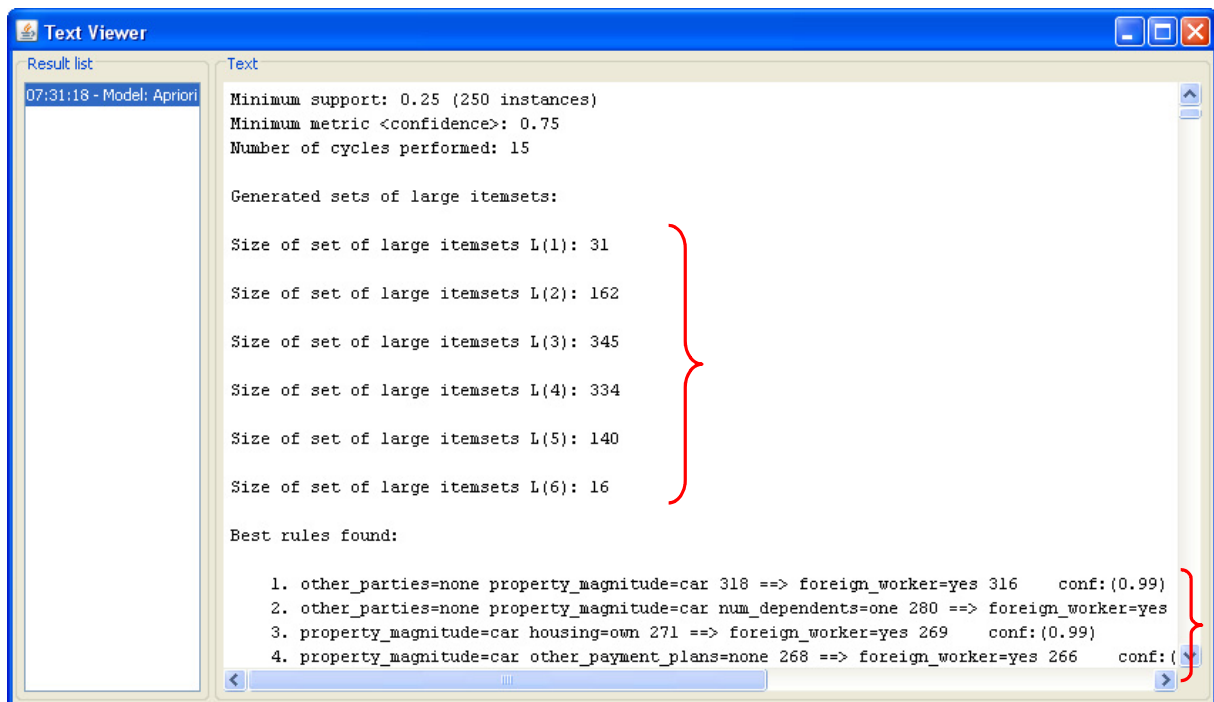 Text Viewer
Result list
Text
07:31:18 - Model: Apriori
Minimum support: 0.25 (250 instances)
Minimum metric <confidence>: 0.75
Number of cycles performed: 15
Generated sets of large itemsets:
Size of set of large itemsets L(1): 31
Size of set of large itemsets L(2): 162
Size of set of large itemsets L(3): 345
Size of set of large itemsets L(4): 334
Size of set of large itemsets L(5): 140
Size of set of large itemsets L(6): 16
Best rules found:
1. other_parties=none property_magnitude=car 318 ==> foreign_worker=yes 316    conf:(0.99)
2. other_parties=none property_magnitude=car num_dependents=one 280 ==> foreign_worker=yes
3. property_magnitude=car housing=own 271 ==> foreign_worker=yes 269    conf:(0.99)
4. property_magnitude=car other_payment_plans=none 268 ==> foreign_worker=yes 266    conf:(